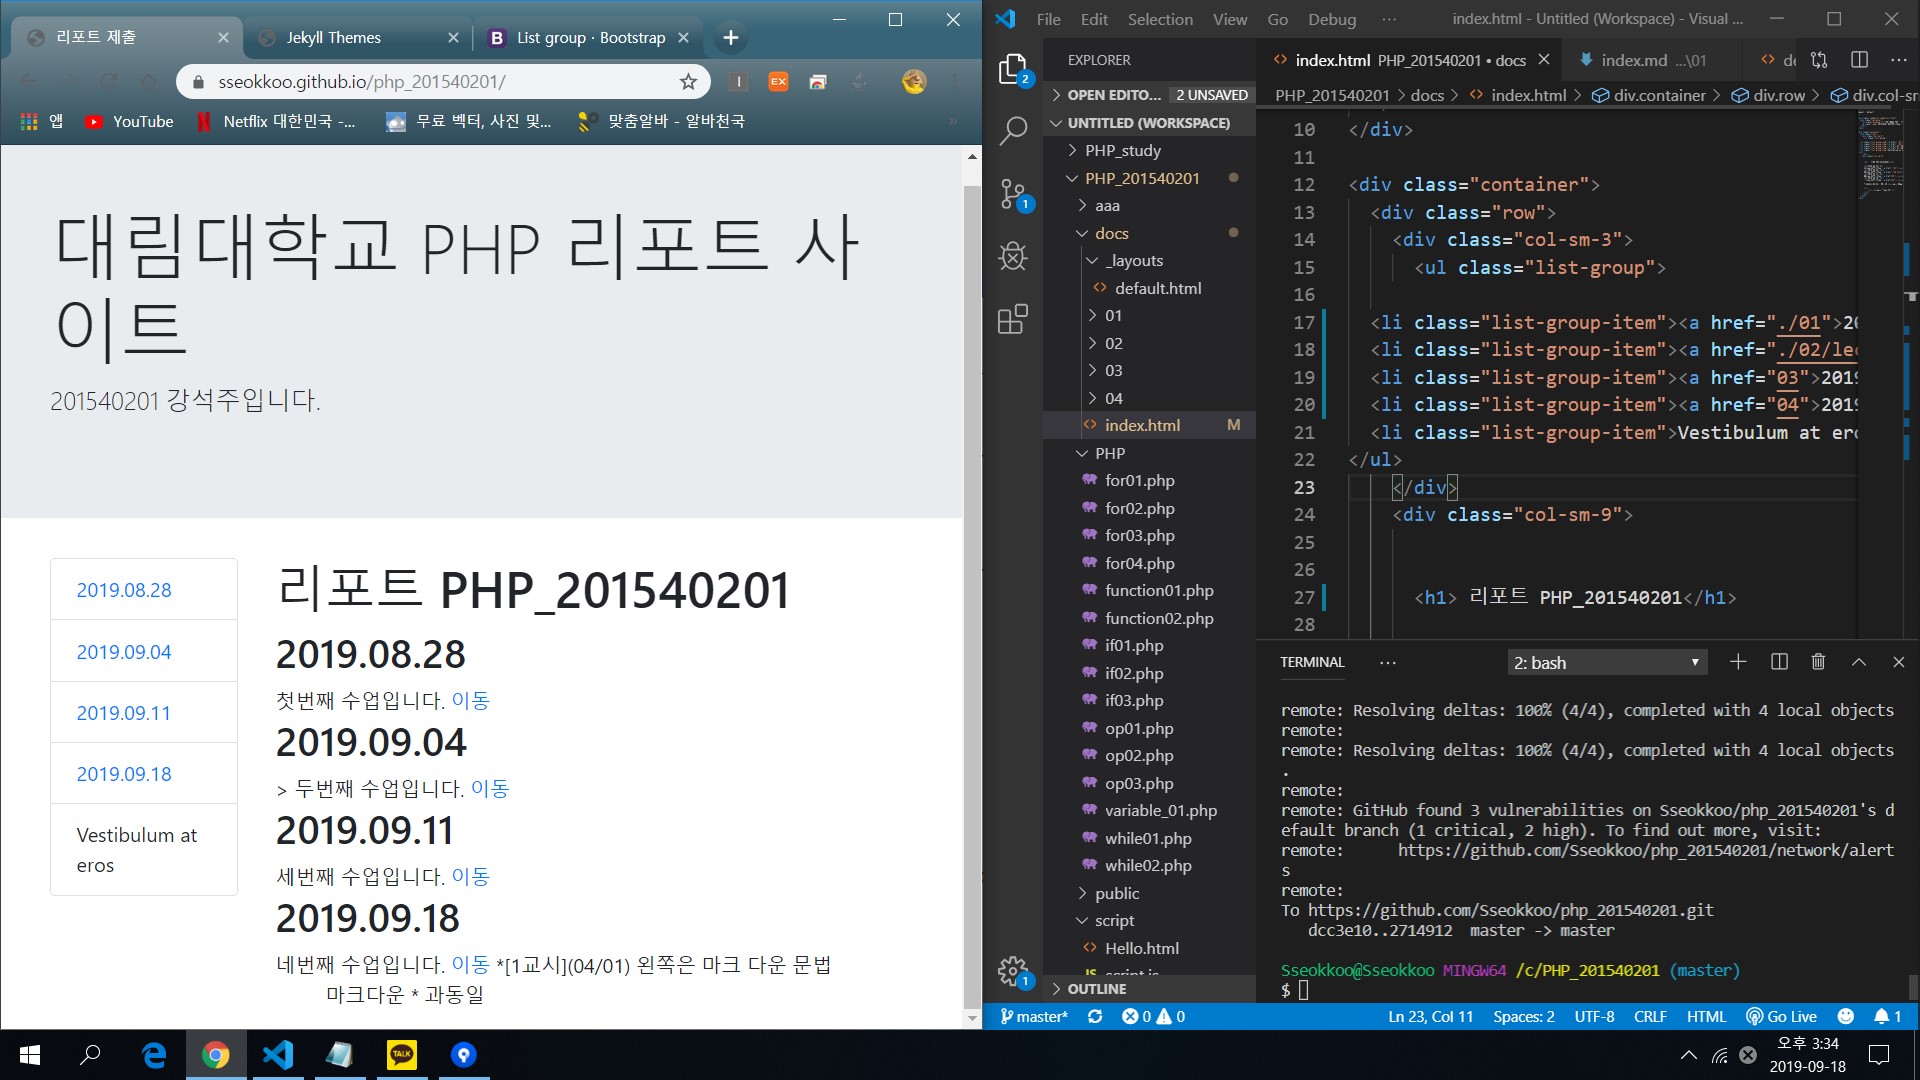 리포트 제출
Jekyll Themes
List group · Bootstrap
sseokkoo.github.io/php_201540201/
앱
YouTube
Netflix 대한민국 -...
무료 벡터, 사진 및...
맞춤알바 - 알바천국
대림대학교 PHP 리포트 사
이트
201540201 강석주입니다.
2019.08.28
2019.09.04
2019.09.11
2019.09.18
Vestibulum at
eros
리포트 PHP_201540201
2019.08.28
첫번째 수업입니다. 이동
2019.09.04
> 두번째 수업입니다. 이동
2019.09.11
세번째 수업입니다. 이동
2019.09.18
네번째 수업입니다. 이동 *[1교시](04/01) 왼쪽은 마크 다운 문법
마크다운 * 과동일
File Edit Selection View Go Debug ···
index.html - Untitled (Workspace) - Visual ...
EXPLORER
OPEN EDITO... 2 UNSAVED
UNTITLED (WORKSPACE)
PHP_study
PHP_201540201
aaa
docs
_layouts
default.html
01
02
03
04
index.html M
PHP
for01.php
for02.php
for03.php
for04.php
function01.php
function02.php
if01.php
if02.php
if03.php
op01.php
op02.php
op03.php
variable_01.php
while01.php
while02.php
public
script
Hello.html
OUTLINE
index.html PHP_201540201 • docs
index.md ...\01
PHP_201540201 > docs > index.html > div.container > div.row > div.col-sm
10 </div>
11
12 <div class="container">
13 <div class="row">
14 <div class="col-sm-3">
15 <ul class="list-group">
16
17 <li class="list-group-item"><a href="./01">20
18 <li class="list-group-item"><a href="./02/lec
19 <li class="list-group-item"><a href="03">2019
20 <li class="list-group-item"><a href="04">2019
21 <li class="list-group-item">Vestibulum at ero
22 </ul>
23 </div>
24 <div class="col-sm-9">
25
26
27 <h1> 리포트 PHP_201540201</h1>
28
TERMINAL ··· 2: bash
remote: Resolving deltas: 100% (4/4), completed with 4 local objects
remote:
remote: Resolving deltas: 100% (4/4), completed with 4 local objects
.
remote:
remote: GitHub found 3 vulnerabilities on Sseokkoo/php_201540201's d
efault branch (1 critical, 2 high). To find out more, visit:
remote: https://github.com/Sseokkoo/php_201540201/network/alert
s
remote:
To https://github.com/Sseokkoo/php_201540201.git
dcc3e10..2714912 master -> master
Sseokkoo@Sseokkoo MINGW64 /c/PHP_201540201 (master)
$
master* 0 0
Ln 23, Col 11 Spaces: 2 UTF-8 CRLF HTML Go Live 1
오후 3:34
2019-09-18